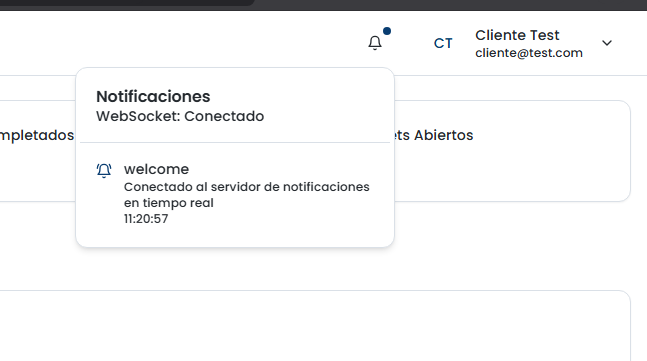 CT
Cliente Test
cliente@test.com
Notificaciones
WebSocket: Conectado
mpletados
ets Abiertos
welcome
Conectado al servidor de notificaciones
en tiempo real
11:20:57